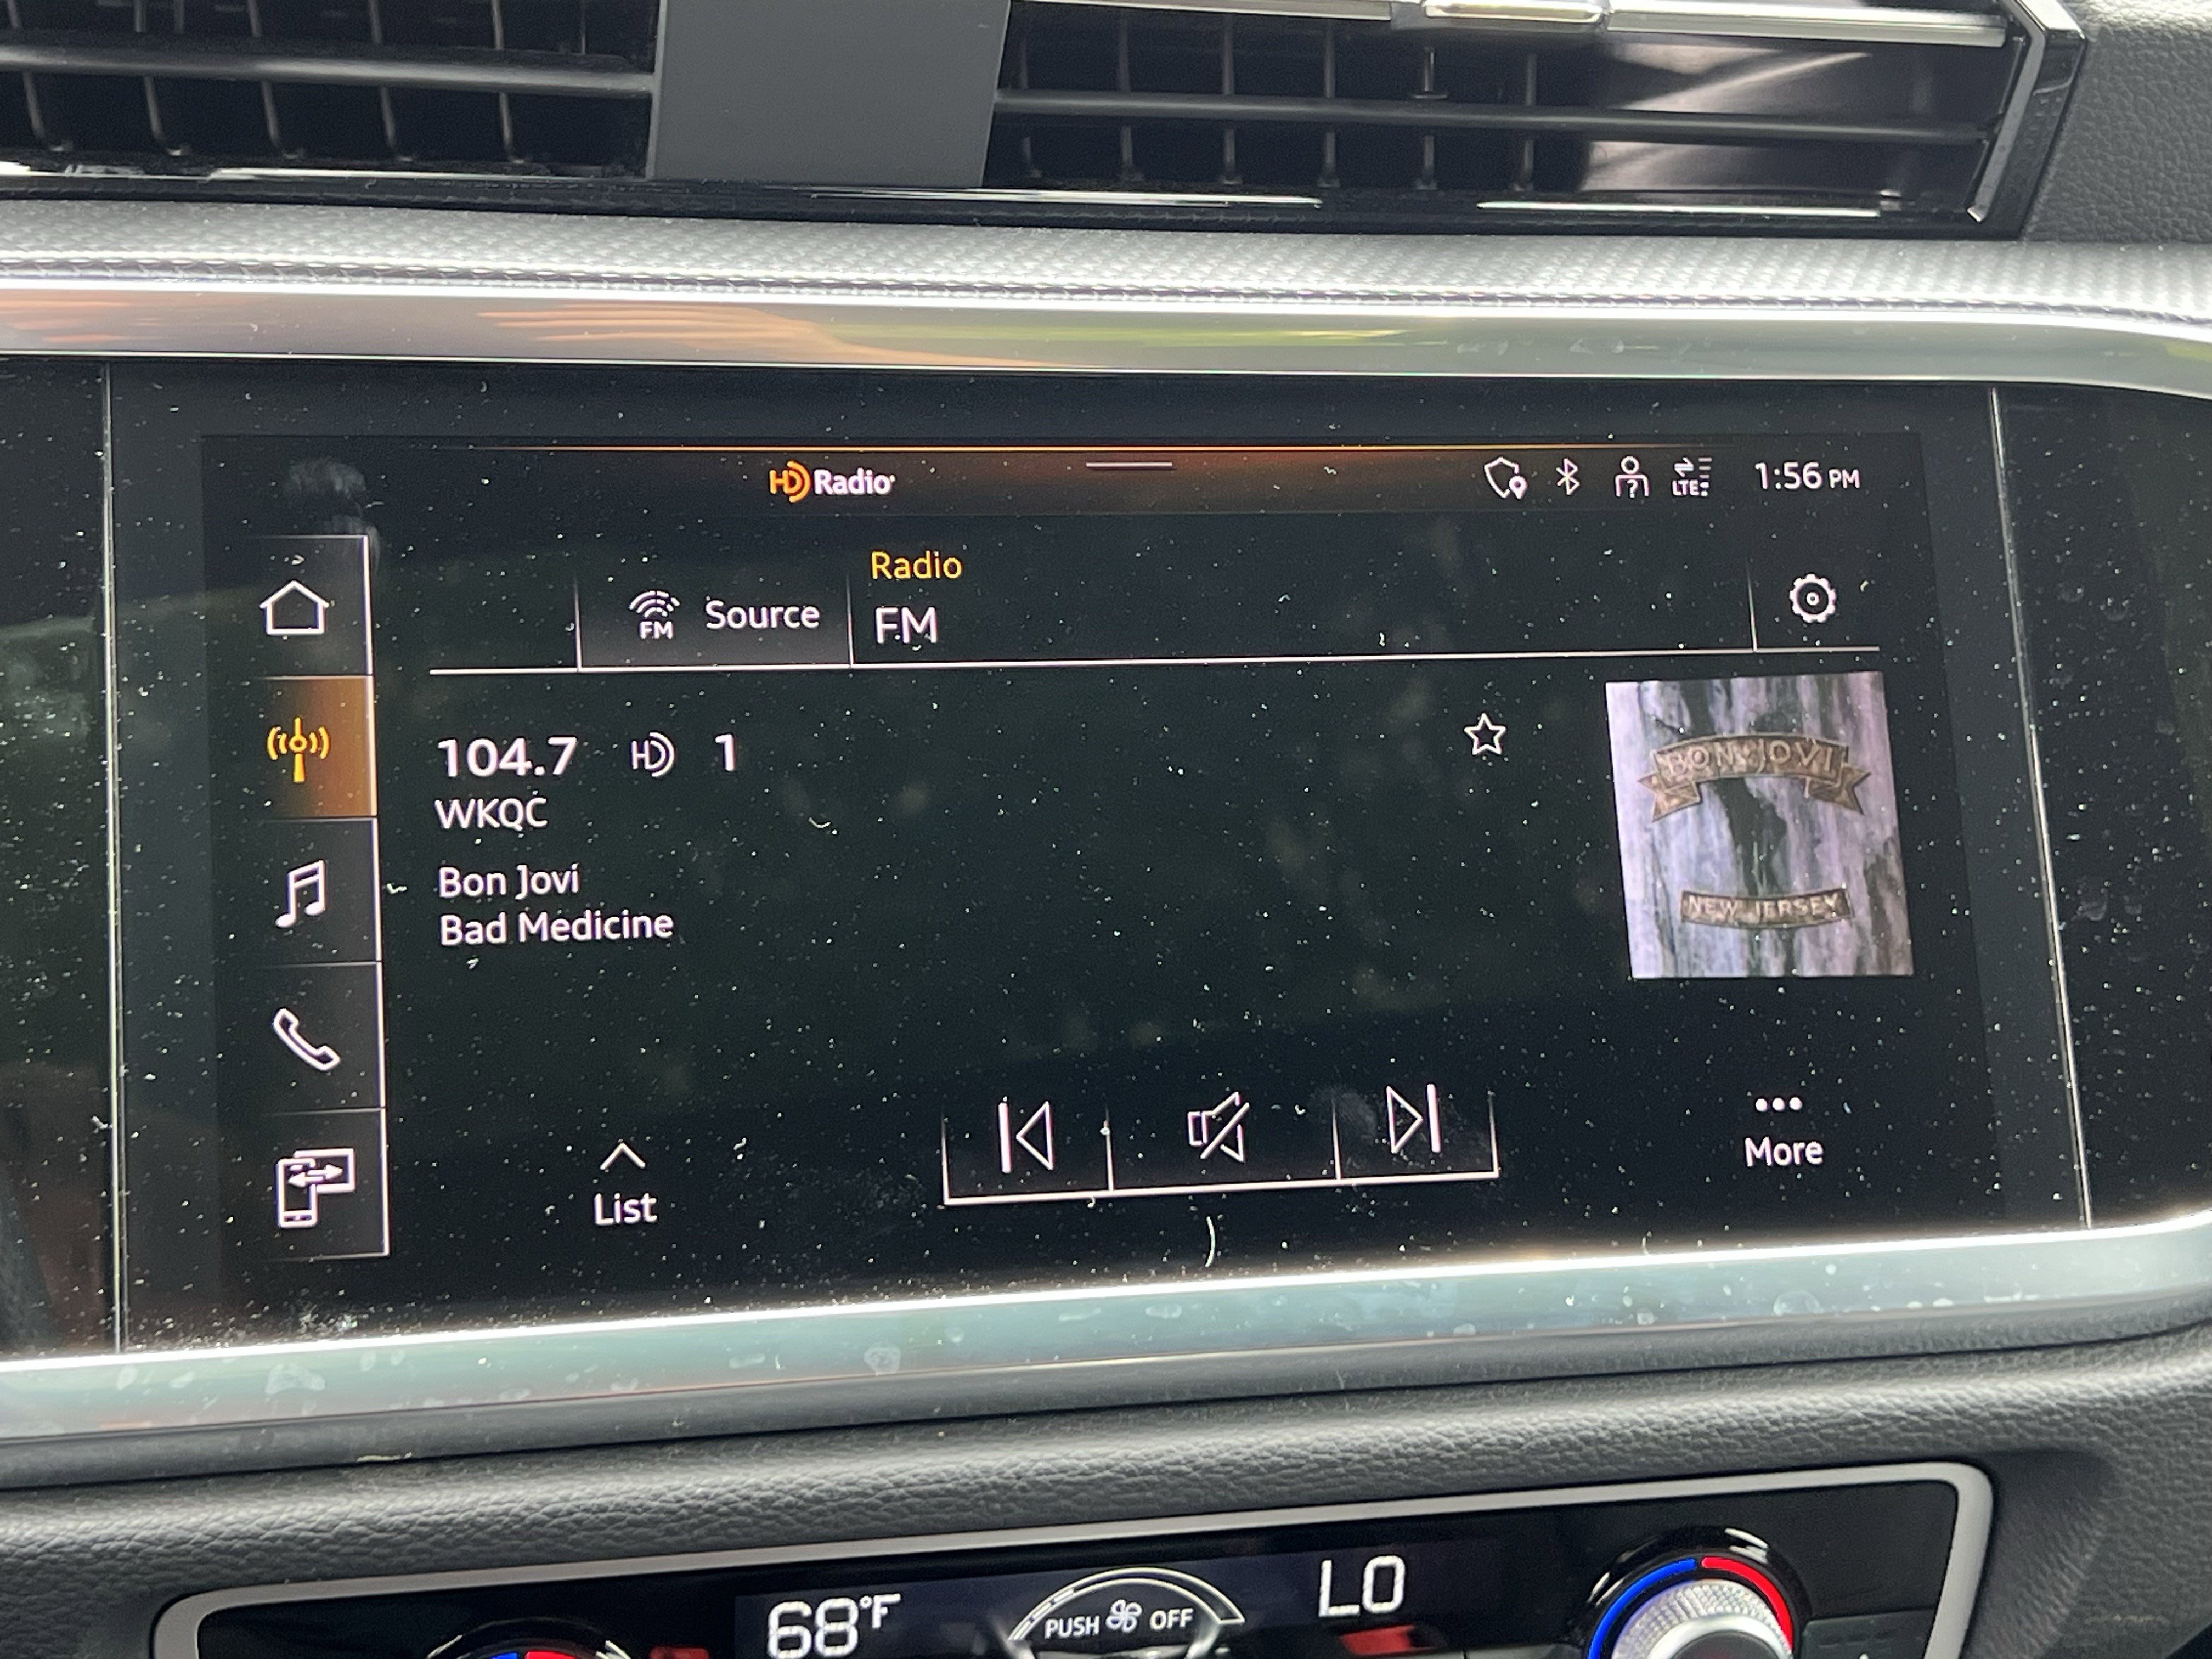 HD Radio
LTE
1:56 PM
Radio
FM Source
FM
104.7 HD 1
WKQC
Bon Jovi
Bad Medicine
BON JOVI
NEW JERSEY
List
More
68°F
PUSH OFF
LO